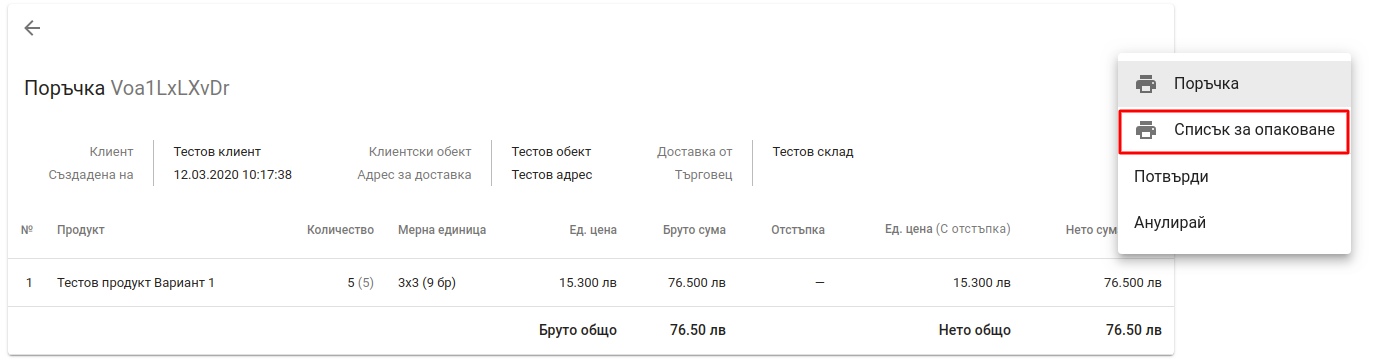 Поръчка Voa1LxLXvDr
Клиент Тестов клиент Клиентски обект Тестов обект Доставка от Тестов склад
Създадена на 12.03.2020 10:17:38 Адрес за доставка Тестов адрес Търговец
№ Продукт Количество Мерна единица Ед. цена Бруто сума Отстъпка Ед. цена (С отстъпка) Нето
1 Тестов продукт Вариант 1 5 (5) 3x3 (9 бр) 15.300 лв 76.500 лв — 15.300 лв 76.500 лв
Бруто общо 76.50 лв Нето общо 76.50 лв
Поръчка
Списък за опаковане
Потвърди
Анулирай